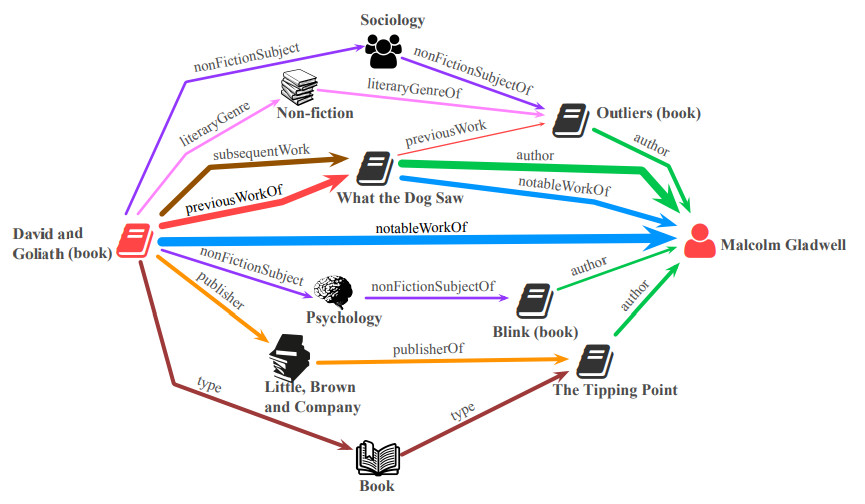 Sociology
nonFictionSubject
nonFictionSubjectOf
literaryGenreOf
Non-fiction
literaryGenre
Outliers (book)
previousWork
author
subsequentWork
author
previousWorkOf
What the Dog Saw
notableWorkOf
David and
Goliath (book)
notableWorkOf
Malcolm Gladwell
nonFictionSubject
author
publisher
nonFictionSubjectOf
Psychology
Blink (book)
author
publisherOf
Little, Brown
and Company
The Tipping Point
type
type
Book